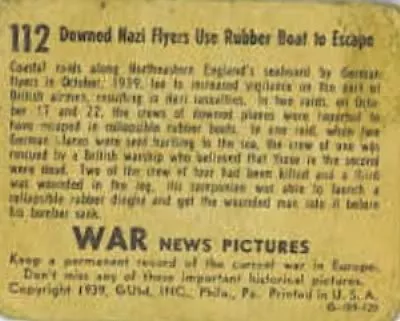 112 Downed Nazi Flyers Use Rubber Boat to Escape
Coastal raids along Northeastern England's seaboard by German
flyers in October, 1939, led to increased vigilance on the part of
British airmen, resulting in Nazi casualties. In two raids, on Octo-
ber 17 and 22, the crews of downed planes were reported to
have escaped in collapsible rubber boats. In one raid, when two
German planes were sent hurtling to the sea, the crew of one was
rescued by a British warship who believed that those in the second
were dead. Two of the crew of four had been killed and a third
was wounded in the leg. His companion was able to launch a
collapsible rubber dinghy and get the wounded man into it before
his bomber sank.
WAR NEWS PICTURES
Keep a permanent record of the current war in Europe.
Don't miss any of these important historical pictures.
Copyright 1939, GUM, INC., Phila., Pa. Printed in U. S. A.